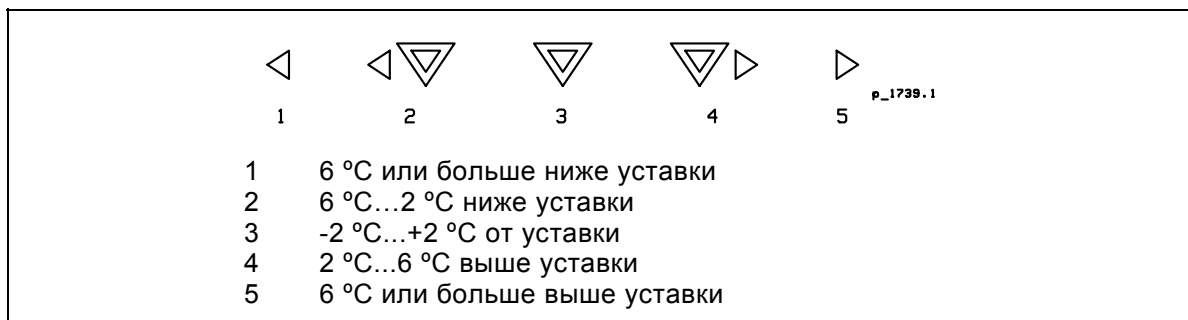 p_1739.1
1 2 3 4 5
1 6 ºC или больше ниже уставки
2 6 ºC…2 ºC ниже уставки
3 -2 ºC...+2 ºC от уставки
4 2 ºC...6 ºC выше уставки
5 6 ºC или больше выше уставки